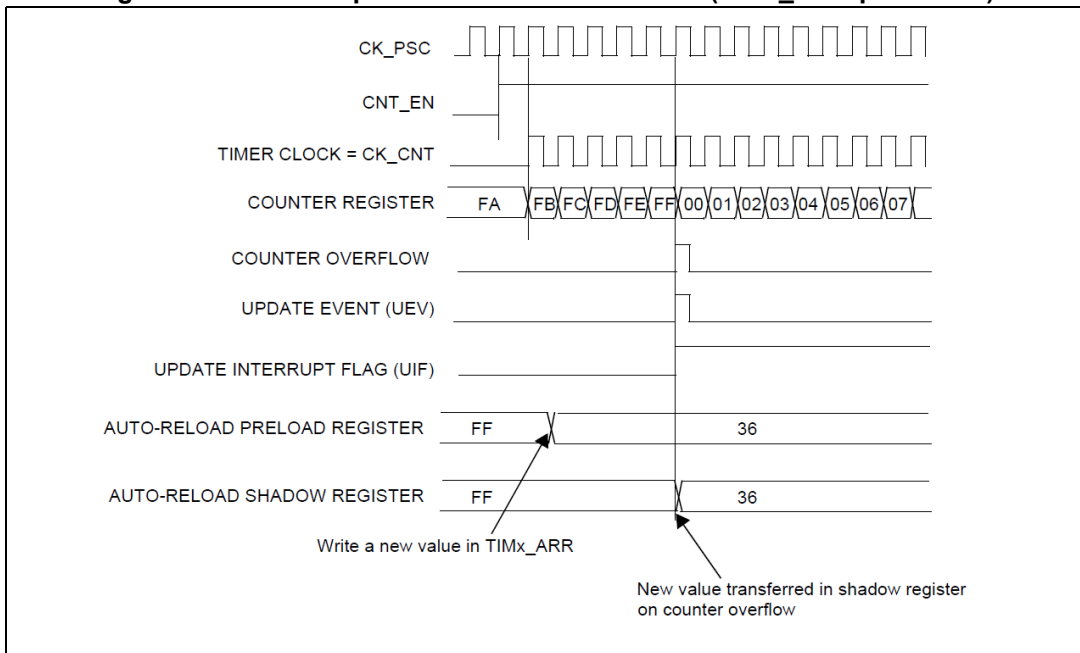 CK_PSC
CNT_EN
TIMER CLOCK = CK_CNT
COUNTER REGISTER FA FB FC FD FE FF 00 01 02 03 04 05 06 07
COUNTER OVERFLOW
UPDATE EVENT (UEV)
UPDATE INTERRUPT FLAG (UIF)
AUTO-RELOAD PRELOAD REGISTER FF 36
AUTO-RELOAD SHADOW REGISTER FF 36
Write a new value in TIMx_ARR
New value transferred in shadow register
on counter overflow